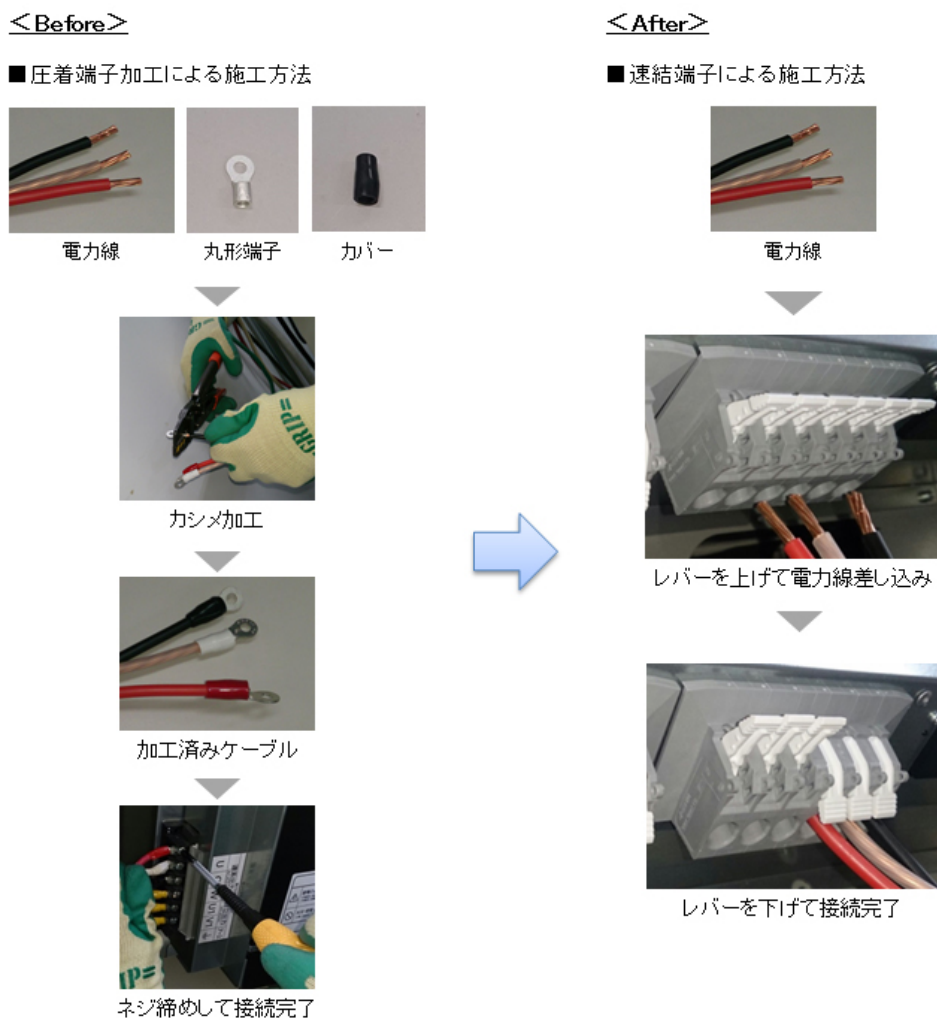 ＜Before＞
■圧着端子加工による施工方法
電力線
丸形端子
カバー
カシメ加工
GRIP=
加工済みケーブル
ネジ締めして接続完了
＜After＞
■速結端子による施工方法
電力線
レバーを上げて電力線差し込み
レバーを下げて接続完了